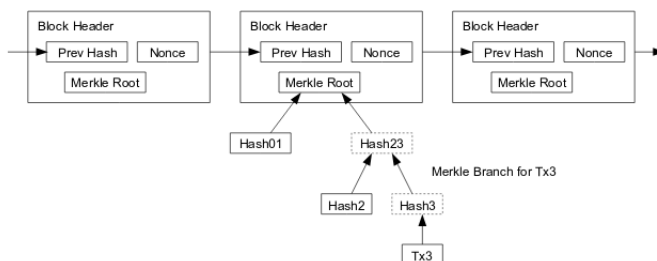 Block Header
Block Header
Block Header
Prev Hash
Nonce
Prev Hash
Nonce
Prev Hash
Nonce
Merkle Root
Merkle Root
Merkle Root
Hash01
Hash23
Merkle Branch for Tx3
Hash2
Hash3
Tx3